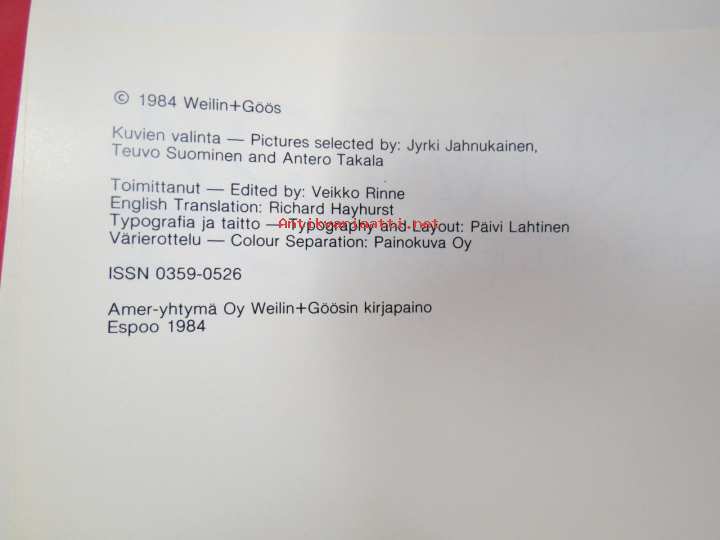 © 1984 Weilin+Göös
Kuvien valinta — Pictures selected by: Jyrki Jahnukainen,
Teuvo Suominen and Antero Takala
Toimittanut — Edited by: Veikko Rinne
English Translation: Richard Hayhurst
Typografia ja taitto — Typography and Layout: Päivi Lahtinen
Antikvariaatti.net
Värierottelu — Colour Separation: Painokuva Oy
ISSN 0359-0526
Amer-yhtymä Oy Weilin+Göösin kirjapaino
Espoo 1984